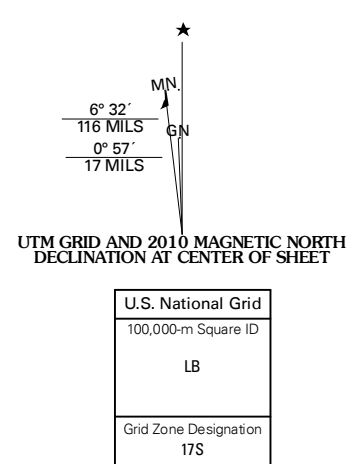 ★
MN.
6° 32´
116 MILS
GN
0° 57´
17 MILS
UTM GRID AND 2010 MAGNETIC NORTH
DECLINATION AT CENTER OF SHEET
U.S. National Grid
100,000-m Square ID
LB
Grid Zone Designation
17S